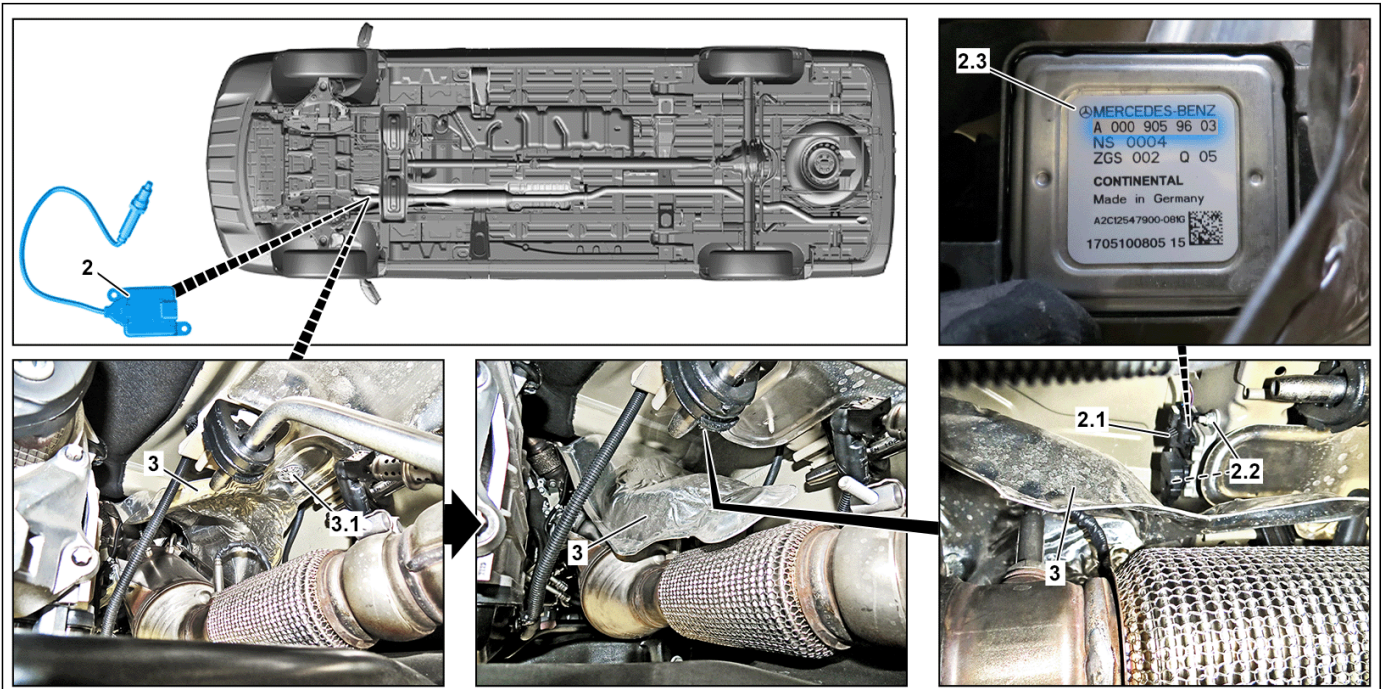 2
2.3
MERCEDES-BENZ
A 000 905 96 03
NS 0004
ZGS 002 Q 05
CONTINENTAL
Made in Germany
A2C12547900-081G
1705100805 15
3
3.1
3
2.1
2.2
3